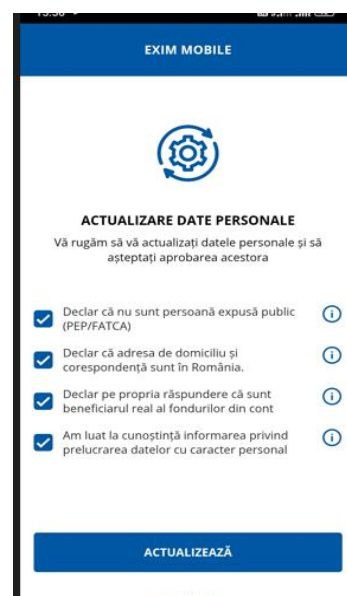 EXIM MOBILE
ACTUALIZARE DATE PERSONALE
Vă rugăm să vă actualizați datele personale și să
așteptați aprobarea acestora
Declar că nu sunt persoană expusă public
(PEP/FATCA)
Declar că adresa de domiciliu și
corespondență sunt în România.
Declar pe propria răspundere că sunt
beneficiarul real al fondurilor din cont
Am luat la cunoștință informarea privind
prelucrarea datelor cu caracter personal
ACTUALIZEAZĂ